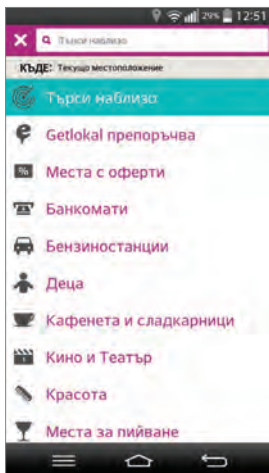 29% 12:51
Търси наблизо
КЪДЕ: Текущо местоположение
Търси наблизо
Getlokal препоръчва
% Места с оферти
Банкомати
Бензиностанции
Деца
Кафенета и сладкарници
Кино и Театър
Красота
Места за пийване